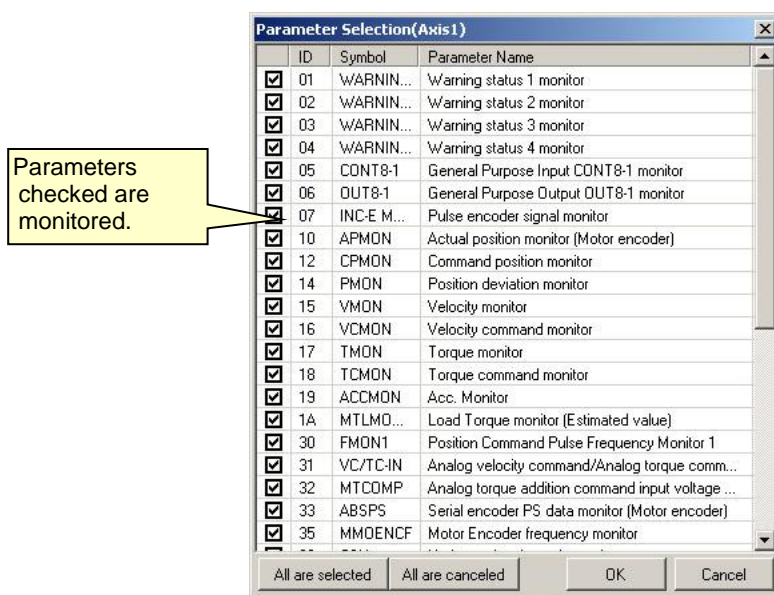 Parameter Selection(Axis1)
ID Symbol Parameter Name
01 WARNIN... Warning status 1 monitor
02 WARNIN... Warning status 2 monitor
03 WARNIN... Warning status 3 monitor
04 WARNIN... Warning status 4 monitor
05 CONT8-1 General Purpose Input CONT8-1 monitor
06 OUT8-1 General Purpose Output OUT8-1 monitor
07 INC-E M... Pulse encoder signal monitor
10 APMON Actual position monitor (Motor encoder)
12 CPMON Command position monitor
14 PMON Position deviation monitor
15 VMON Velocity monitor
16 VCMON Velocity command monitor
17 TMON Torque monitor
18 TCMON Torque command monitor
19 ACCMON Acc. Monitor
1A MTLMO... Load Torque monitor (Estimated value)
30 FMON1 Position Command Pulse Frequency Monitor 1
31 VC/TC-IN Analog velocity command/Analog torque comm...
32 MTCOMP Analog torque addition command input voltage ...
33 ABSPS Serial encoder PS data monitor (Motor encoder)
35 MMOENCF Motor Encoder frequency monitor
All are selected All are canceled OK Cancel
Parameters
checked are
monitored.